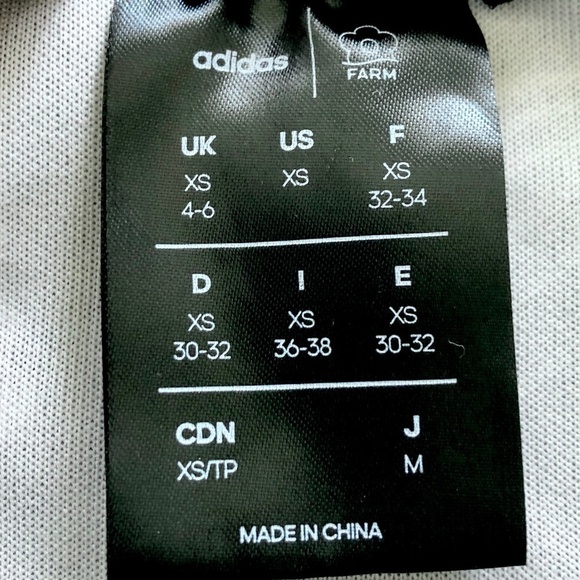 adidas FARM
UK US F
XS XS XS
4-6 32-34
D I E
XS XS XS
30-32 36-38 30-32
CDN J
XS/TP M
MADE IN CHINA